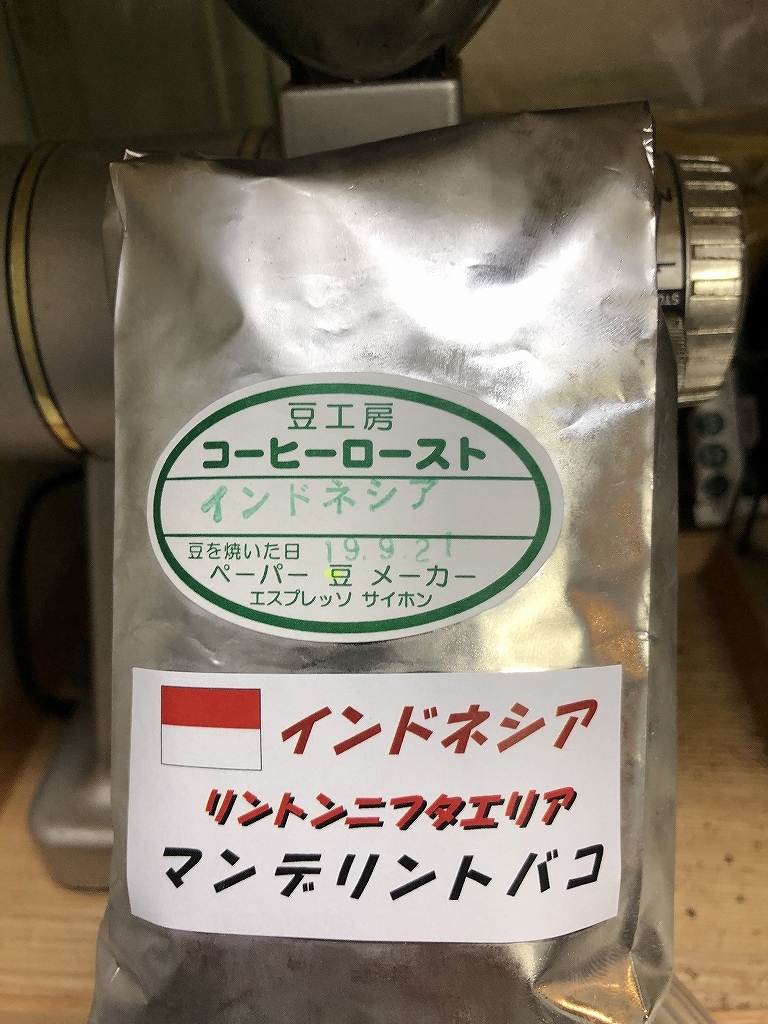 豆工房
コーヒーロースト
インドネシア
豆を焼いた日 19.9.21
ペーパー 豆 メーカー
エスプレッソ サイホン
インドネシア
リントンニフタエリア
マンデリントバコ